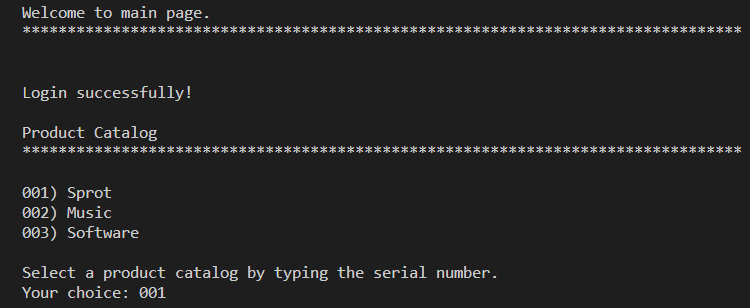 Welcome to main page.
********************************************************************************
Login successfully!
Product Catalog
********************************************************************************
001) Sprot
002) Music
003) Software
Select a product catalog by typing the serial number.
Your choice: 001